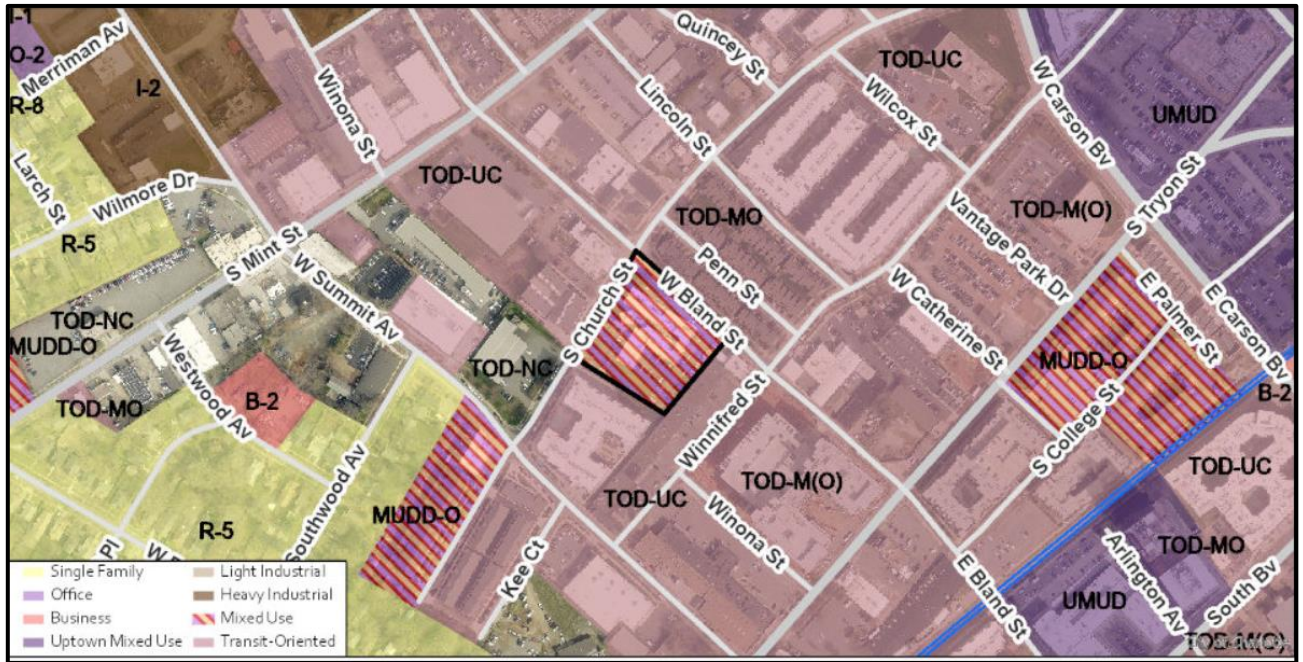 I-1
O-2
Merriman Av
R-8
I-2
Larch St
Wilmore Dr
R-5
Winona St
S Mint St
W Summit Av
TOD-UC
Quincey St
Lincoln St
TOD-UC
Wilcox St
W Carson Bv
UMUD
S Tryon St
TOD-MO
TOD-M(O)
Vantage Park Dr
Penn St
W Bland St
S Church St
W Catherine St
E Palmer St
E Carson Bv
TOD-NC
MUDD-O
Westwood Av
TOD-MO
B-2
TOD-NC
MUDD-O
B-2
Winnifred St
S College St
TOD-UC
Southwood Av
MUDD-O
R-5
TOD-UC
TOD-M(O)
Winona St
Kee Ct
E Bland St
TOD-MO
Arlington Av
UMUD
South Bv
TOD-M(O)
Pl
Single Family
Office
Business
Uptown Mixed Use
Light Industrial
Heavy Industrial
Mixed Use
Transit-Oriented